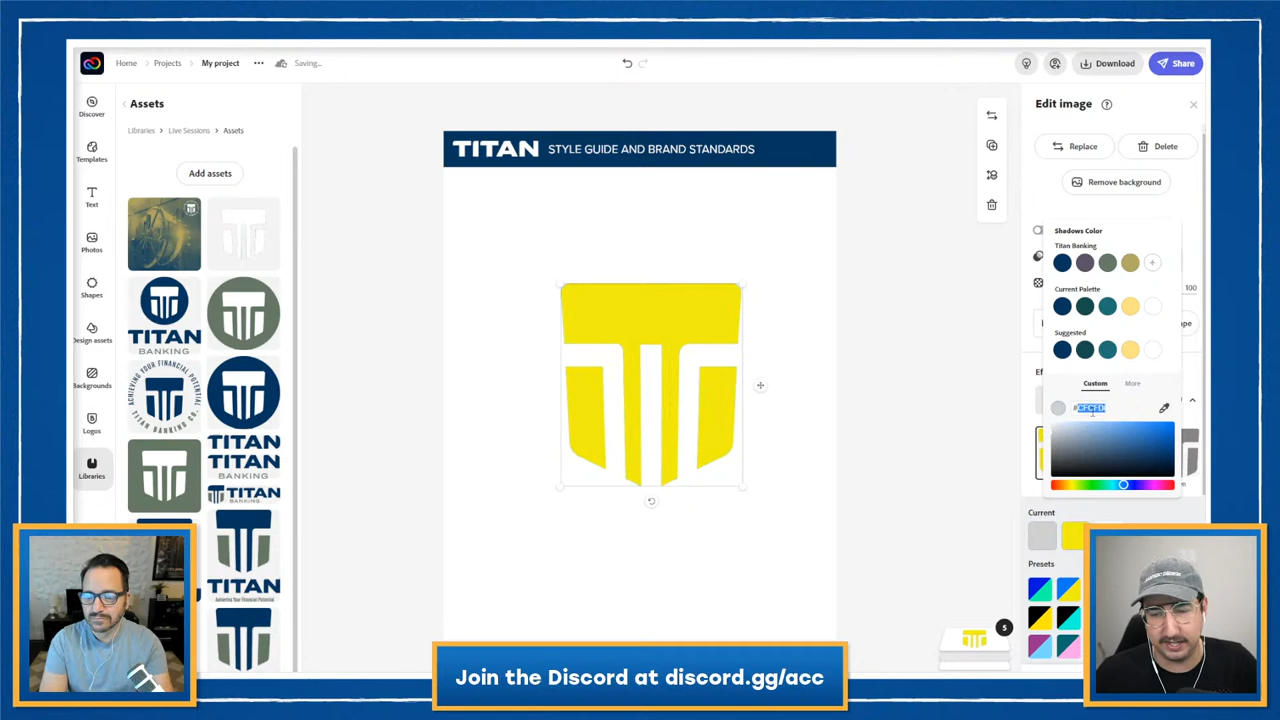 Home
Projects
My project
Saving...
Download
Share
Discover
Templates
Text
Photos
Shapes
Design assets
Backgrounds
Logos
Libraries
Assets
Libraries > Live Sessions > Assets
Add assets
TITAN
BANKING
ACHIEVING YOUR FINANCIAL POTENTIAL
TITAN BANKING CO.
TITAN
TITAN
BANKING
TITAN
BANKING
TITAN
Achieving Your Financial Potential
TITAN STYLE GUIDE AND BRAND STANDARDS
5
Edit image
Replace
Delete
Remove background
Shadows Color
Titan Banking
Current Palette
100
Suggested
Custom
More
Current
Presets
Join the Discord at discord.gg/acc